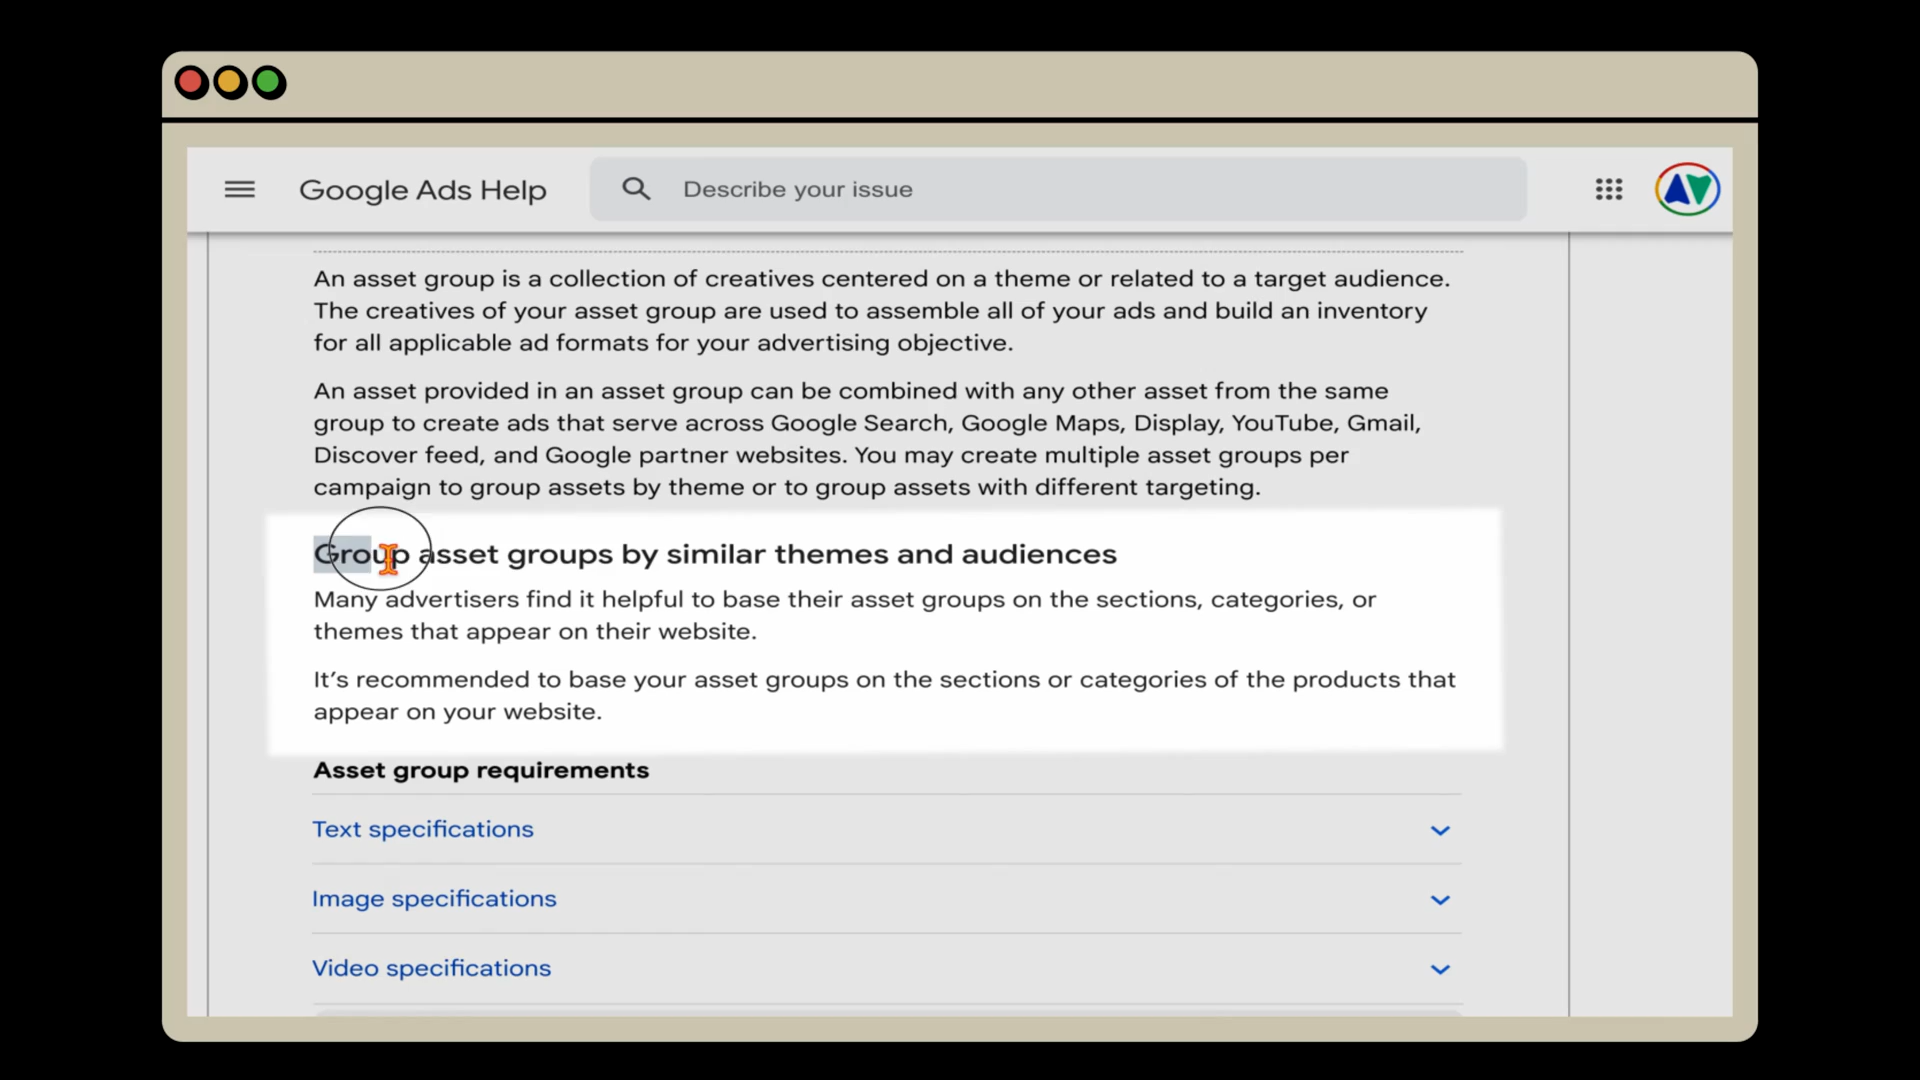 Google Ads Help
Describe your issue
An asset group is a collection of creatives centered on a theme or related to a target audience.
The creatives of your asset group are used to assemble all of your ads and build an inventory
for all applicable ad formats for your advertising objective.
An asset provided in an asset group can be combined with any other asset from the same
group to create ads that serve across Google Search, Google Maps, Display, YouTube, Gmail,
Discover feed, and Google partner websites. You may create multiple asset groups per
campaign to group assets by theme or to group assets with different targeting.
Group asset groups by similar themes and audiences
Many advertisers find it helpful to base their asset groups on the sections, categories, or
themes that appear on their website.
It’s recommended to base your asset groups on the sections or categories of the products that
appear on your website.
Asset group requirements
Text specifications
Image specifications
Video specifications